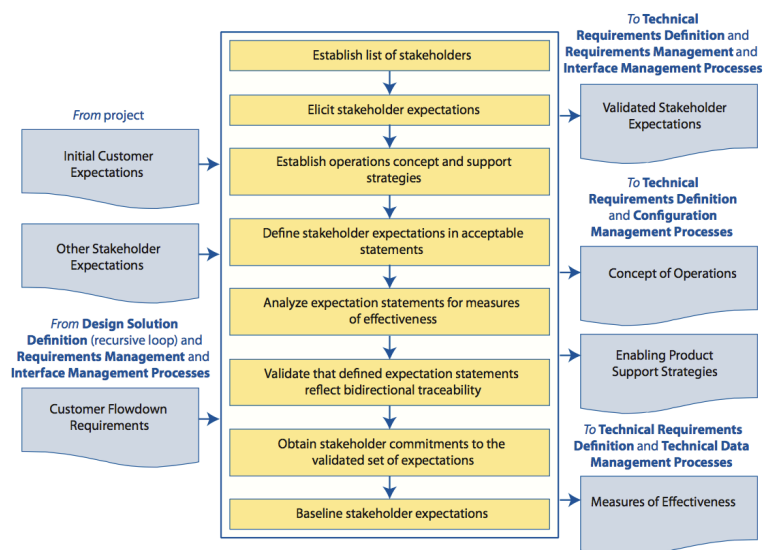 From project
Initial Customer
Expectations
Other Stakeholder
Expectations
From Design Solution
Definition (recursive loop) and
Requirements Management and
Interface Management Processes
Customer Flowdown
Requirements
Establish list of stakeholders
Elicit stakeholder expectations
Establish operations concept and support
strategies
Define stakeholder expectations in acceptable
statements
Analyze expectation statements for measures
of effectiveness
Validate that defined expectation statements
reflect bidirectional traceability
Obtain stakeholder commitments to the
validated set of expectations
Baseline stakeholder expectations
To Technical
Requirements Definition and
Requirements Management and
Interface Management Processes
Validated Stakeholder
Expectations
To Technical
Requirements Definition
and Configuration
Management Processes
Concept of Operations
Enabling Product
Support Strategies
To Technical Requirements
Definition and Technical Data
Management Processes
Measures of Effectiveness